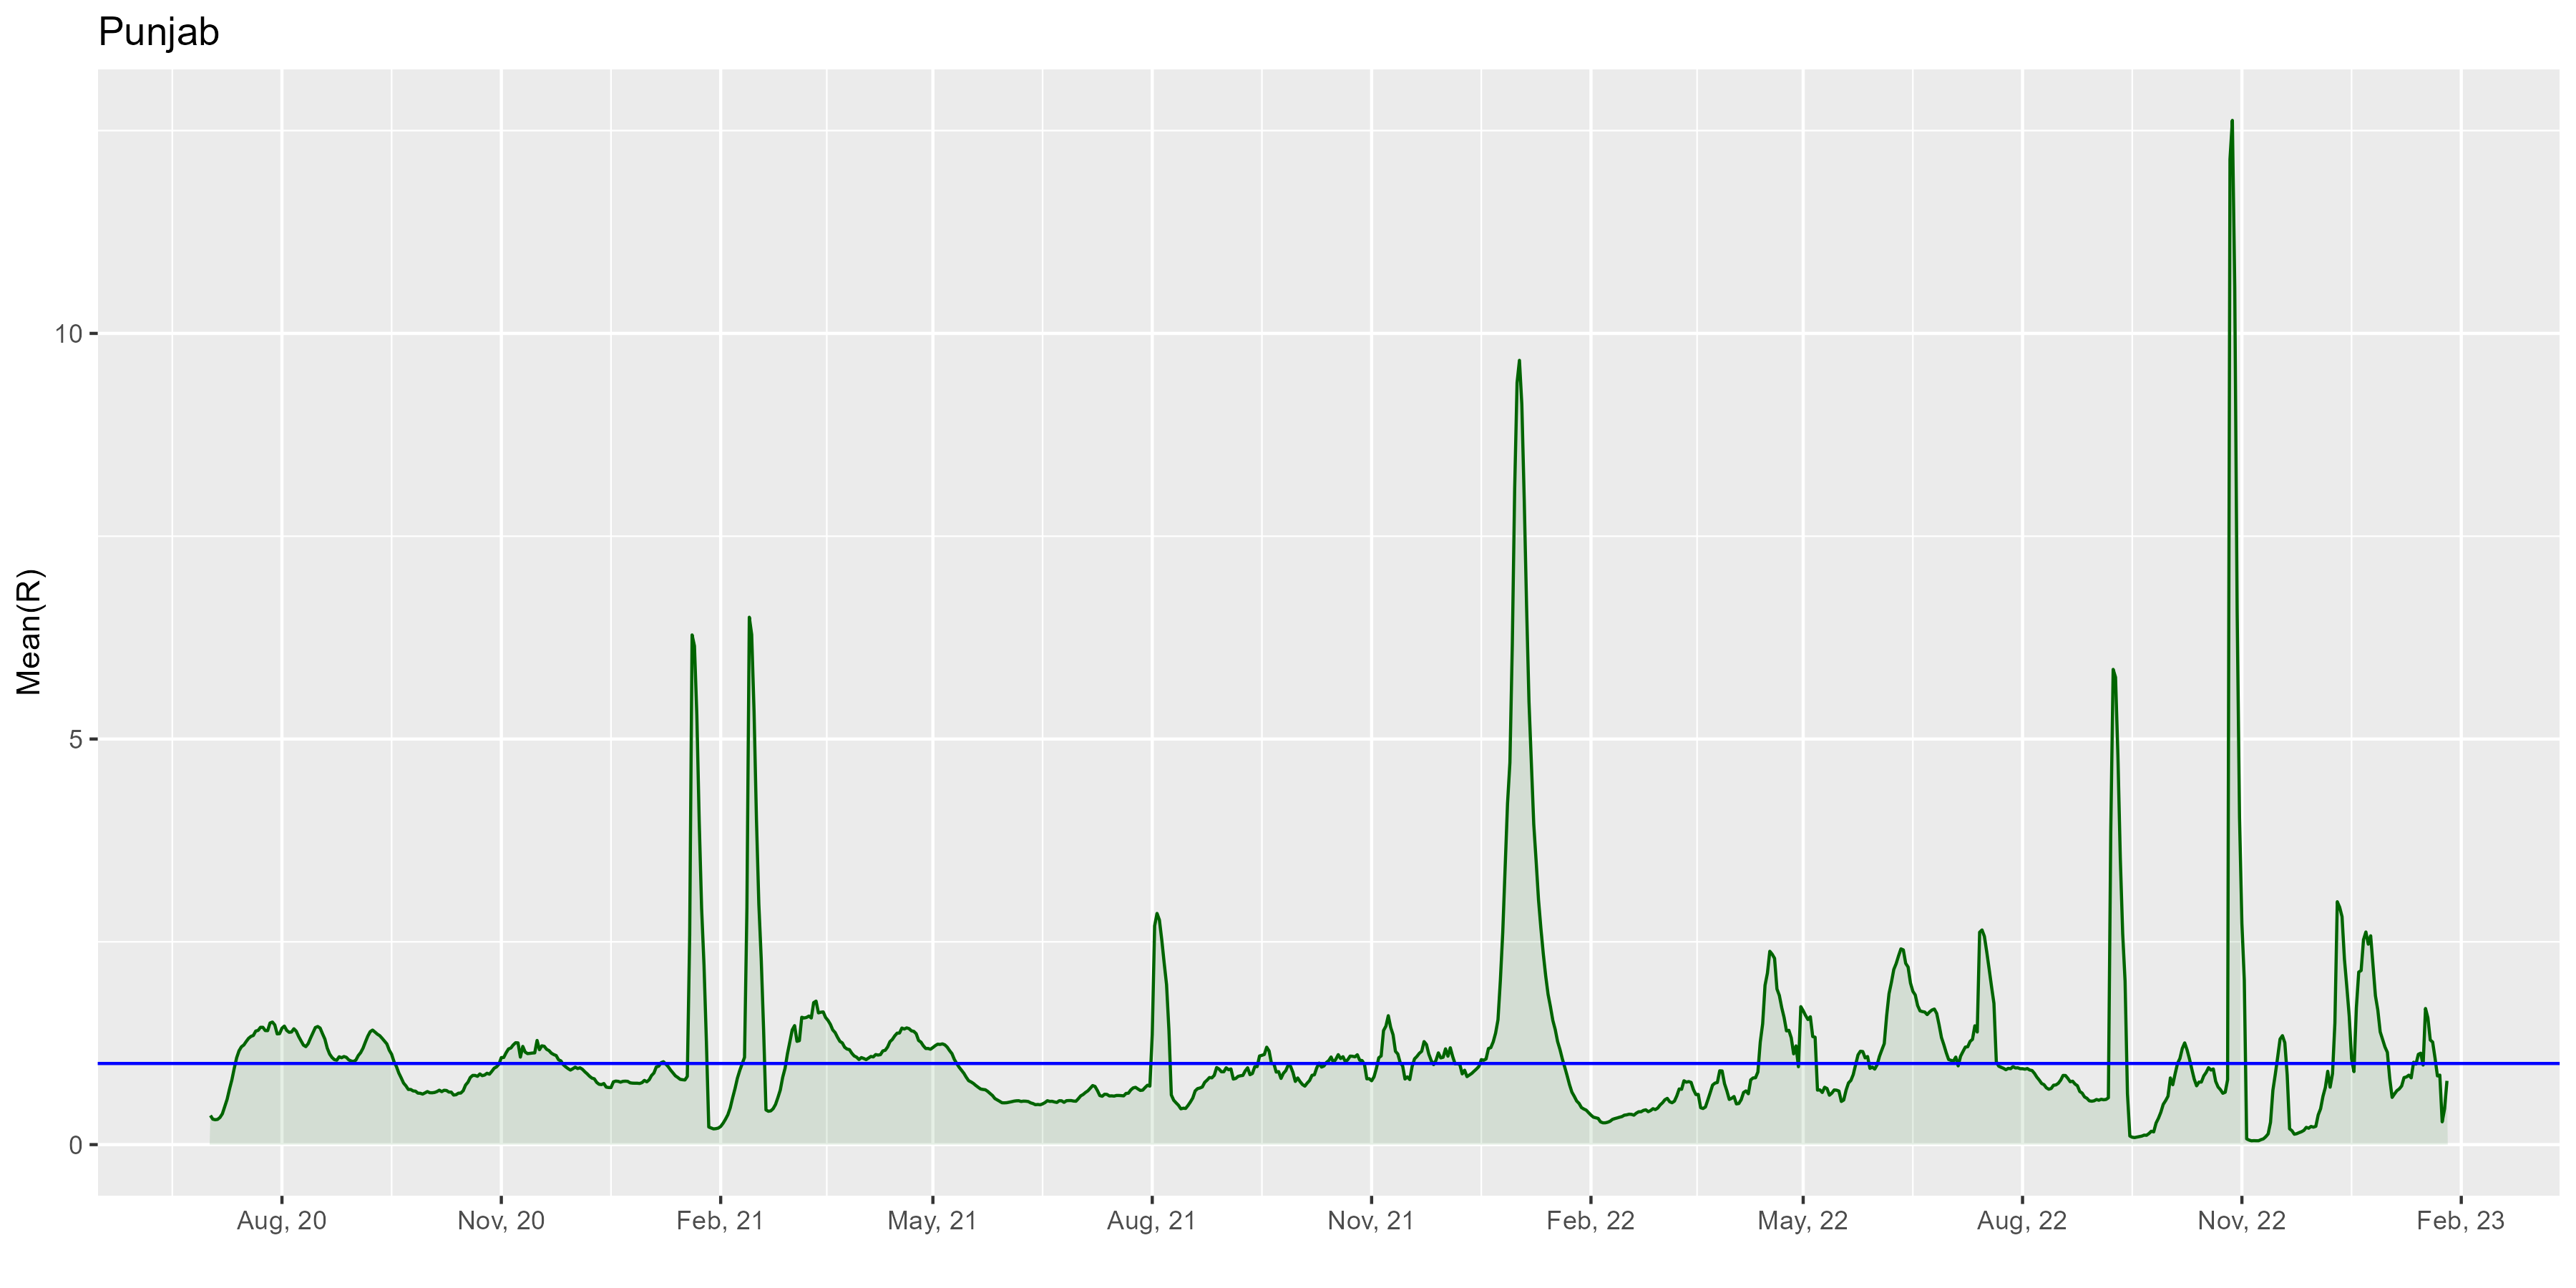 Punjab
Mean(R)
10
5
0
Aug, 20 Nov, 20 Feb, 21 May, 21 Aug, 21 Nov, 21 Feb, 22 May, 22 Aug, 22 Nov, 22 Feb, 23